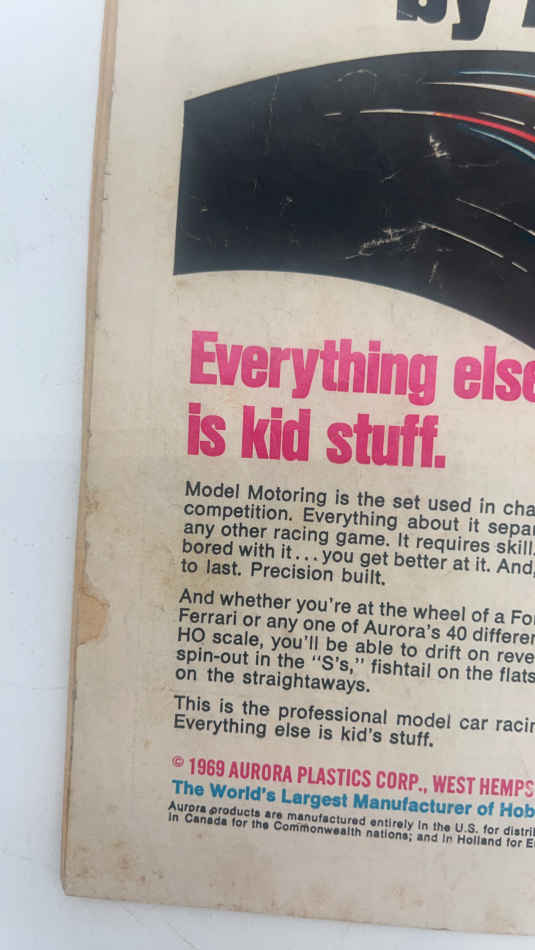 by
Everything else
is kid stuff.
Model Motoring is the set used in cha
competition. Everything about it sepa
any other racing game. It requires skill.
bored with it...you get better at it. And,
to last. Precision built.
And whether you're at the wheel of a Fo
Ferrari or any one of Aurora's 40 differe
HO scale, you'll be able to drift on reve
spin-out in the "S's," fishtail on the flats
on the straightaways.
This is the professional model car racin
Everything else is kid's stuff.
© 1969 AURORA PLASTICS CORP., WEST HEMPS
The World's Largest Manufacturer of Hob
Aurora products are manufactured entirely in the U.S. for distri
in Canada for the Commonwealth nations; and in Holland for E